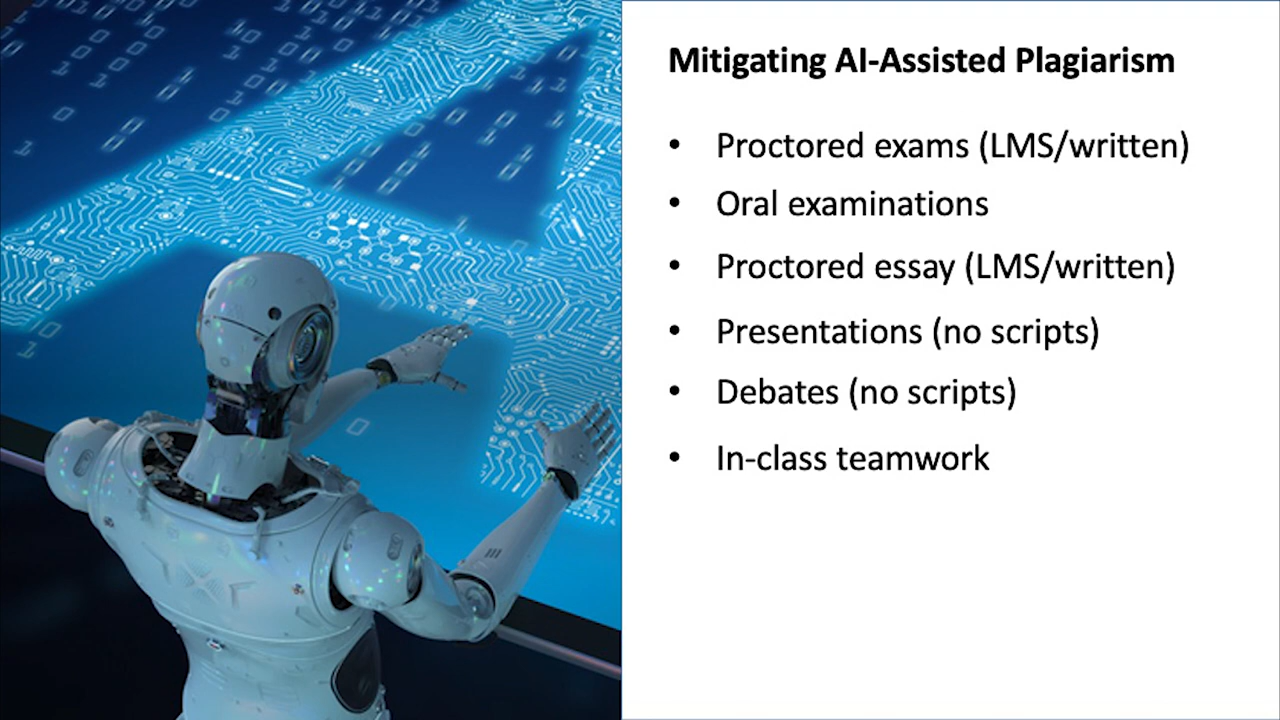 Mitigating AI-Assisted Plagiarism
• Proctored exams (LMS/written)
• Oral examinations
• Proctored essay (LMS/written)
• Presentations (no scripts)
• Debates (no scripts)
• In-class teamwork